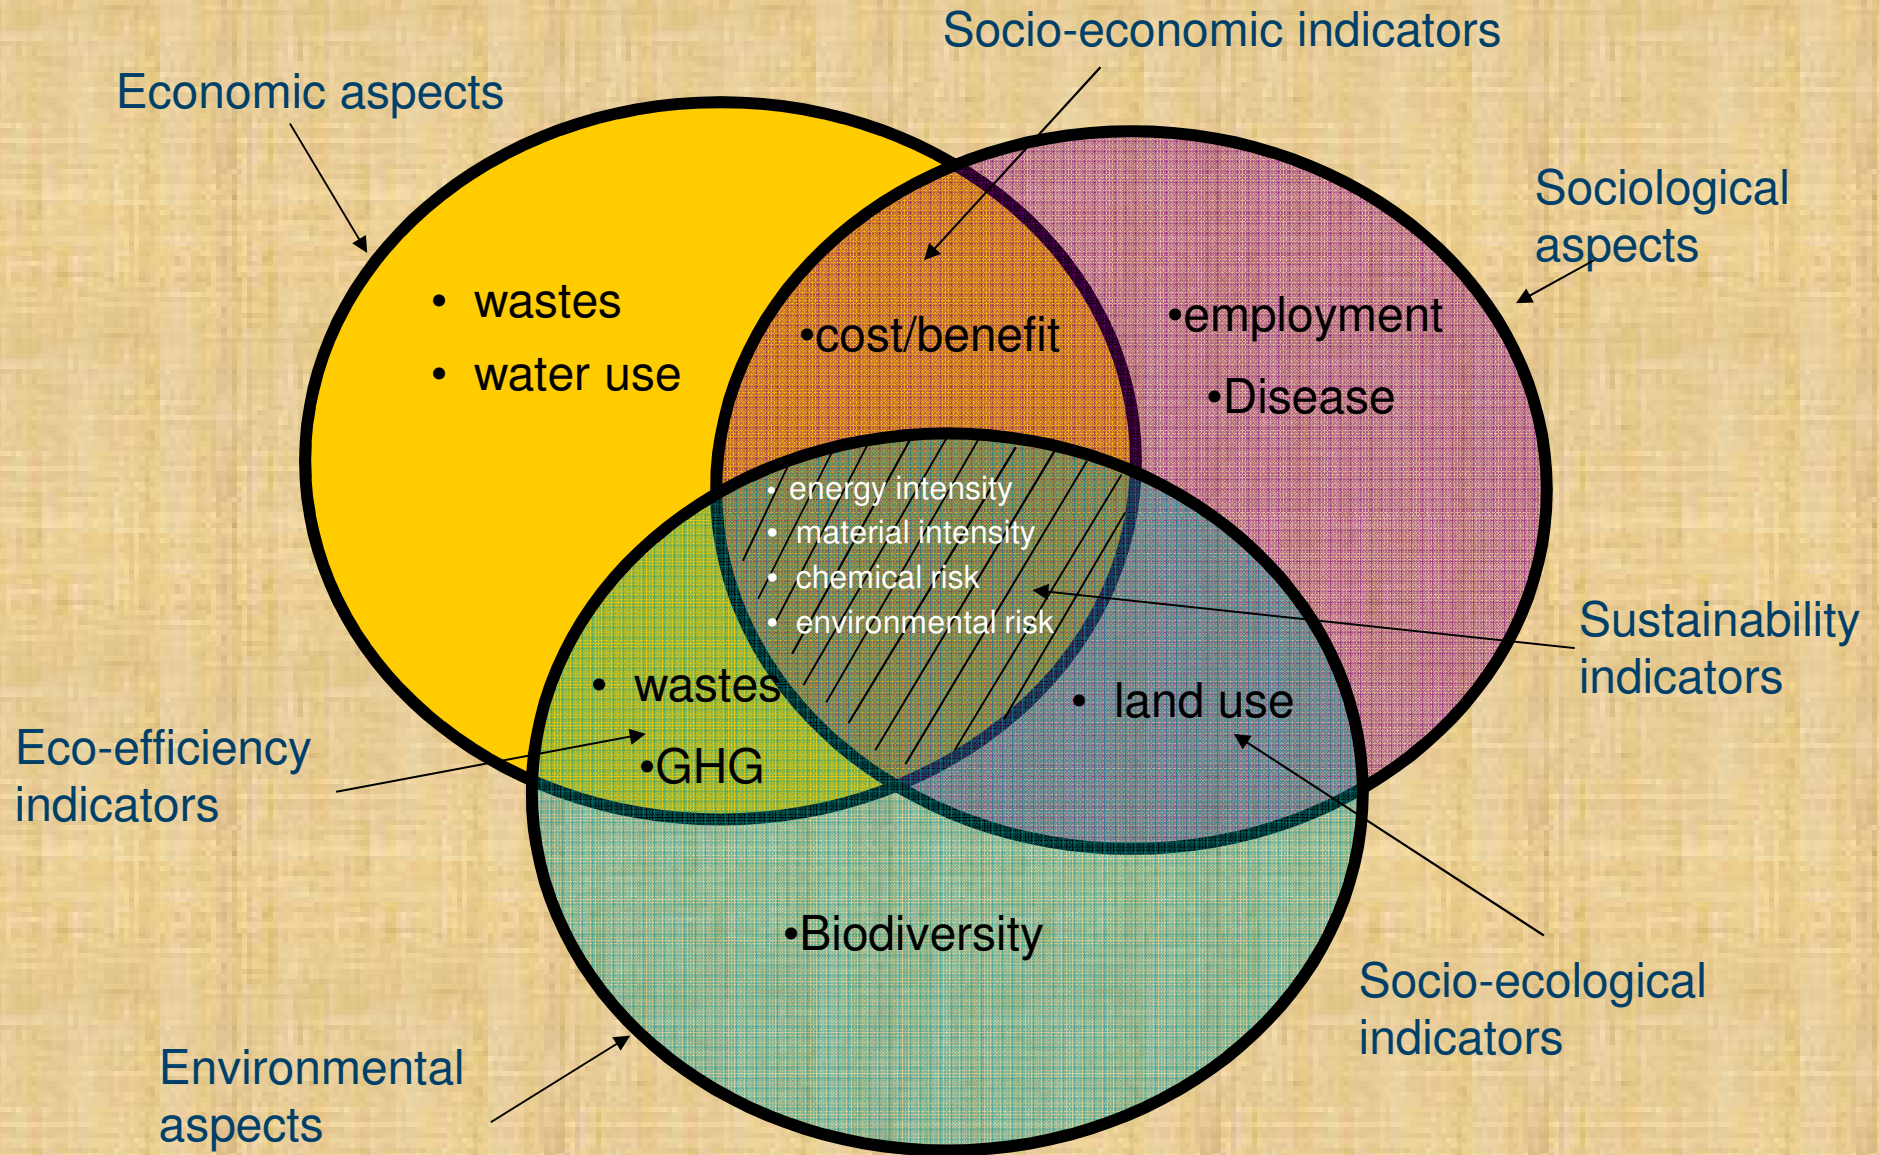 Socio-economic indicators
Economic aspects
Sociological
aspects
• wastes
• water use
•cost/benefit
•employment
•Disease
• energy intensity
• material intensity
• chemical risk
• environmental risk
Sustainability
indicators
• wastes
•GHG
• land use
Eco-efficiency
indicators
•Biodiversity
Socio-ecological
indicators
Environmental
aspects